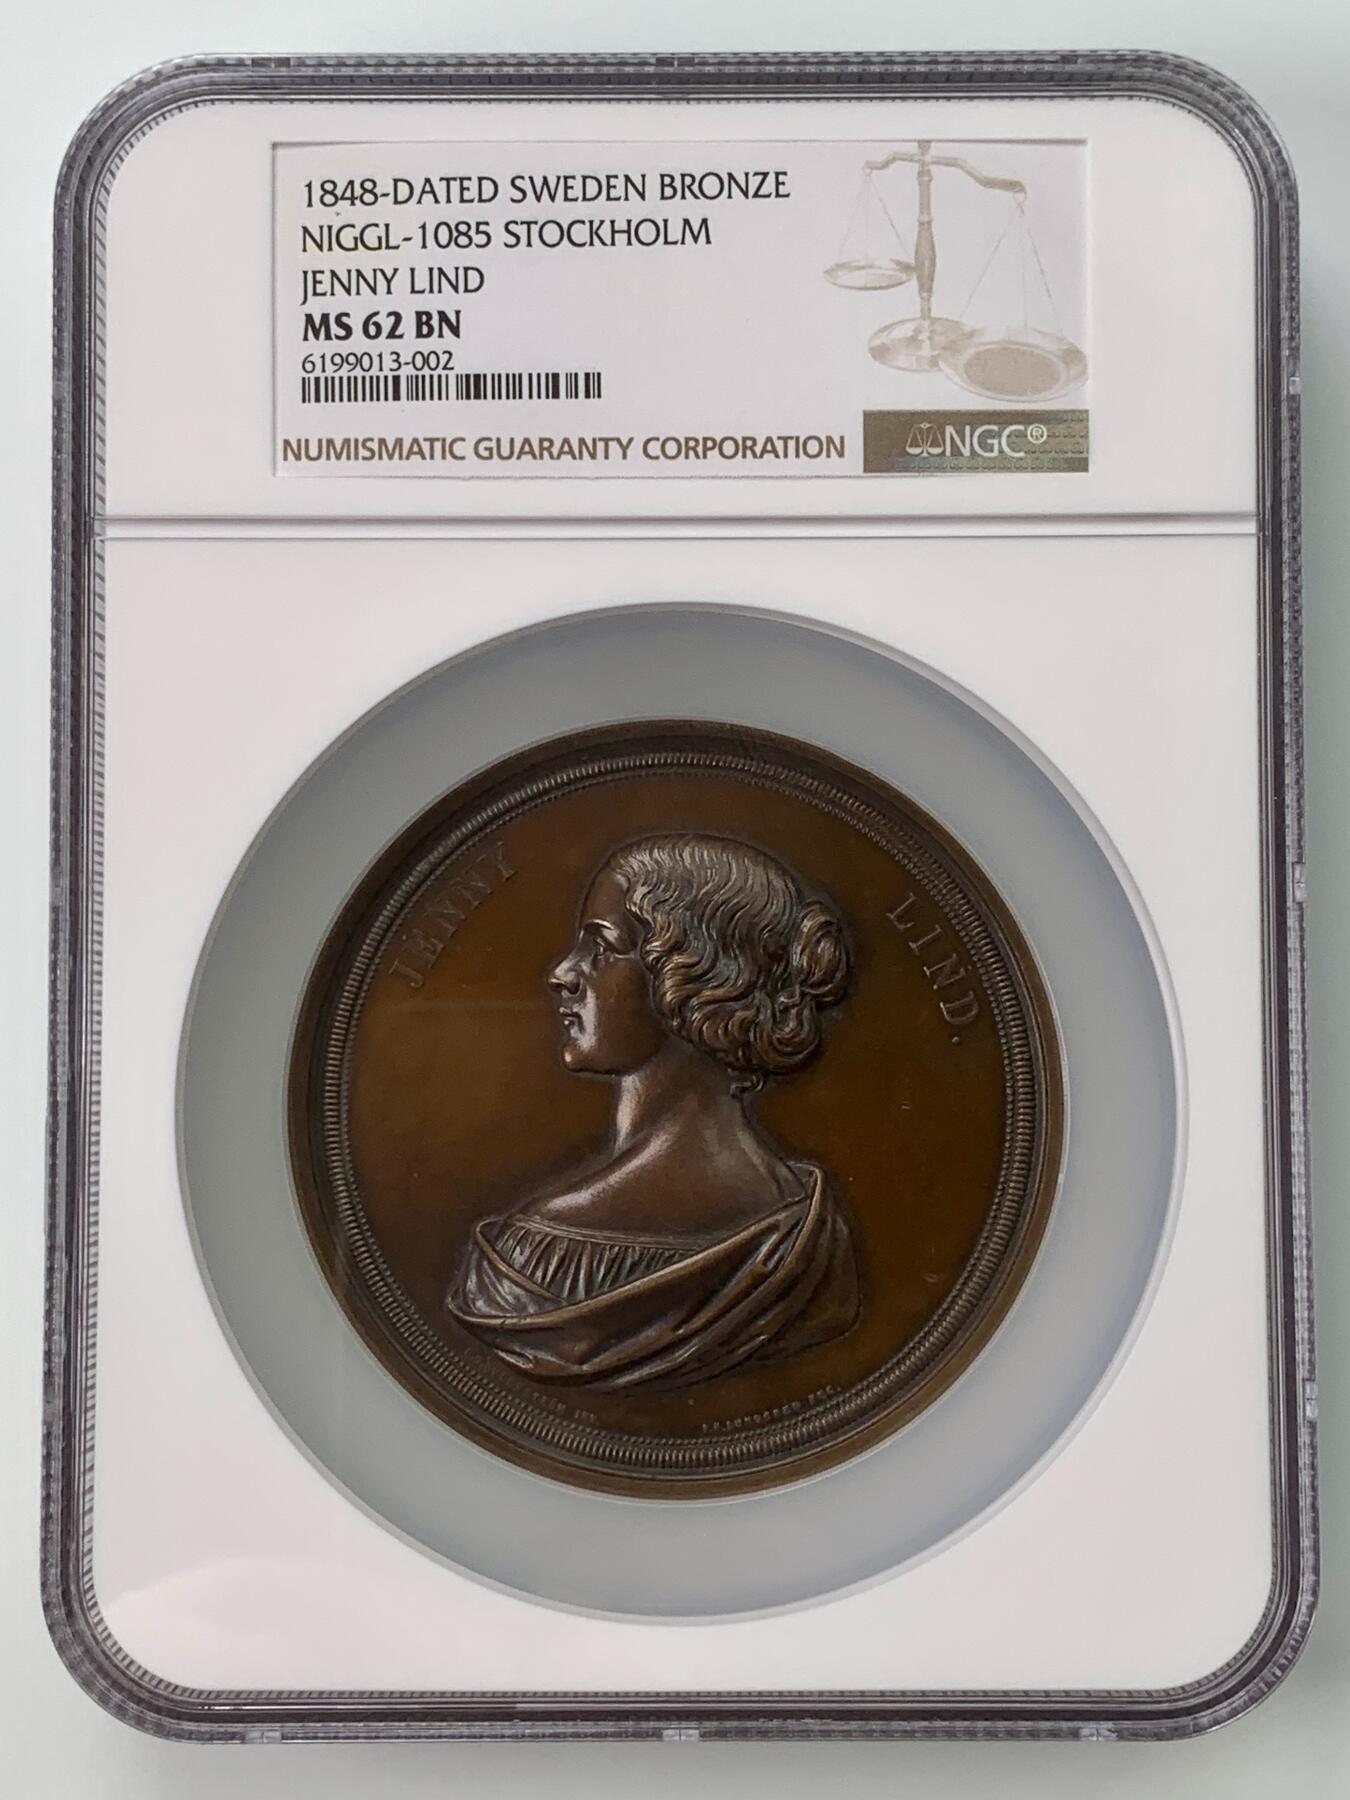 1848-DATED SWEDEN BRONZE
NIGGL-1085 STOCKHOLM
JENNY LIND
MS 62 BN
6199013-002
NUMISMATIC GUARANTY CORPORATION
NGC®
JENNY LIND.